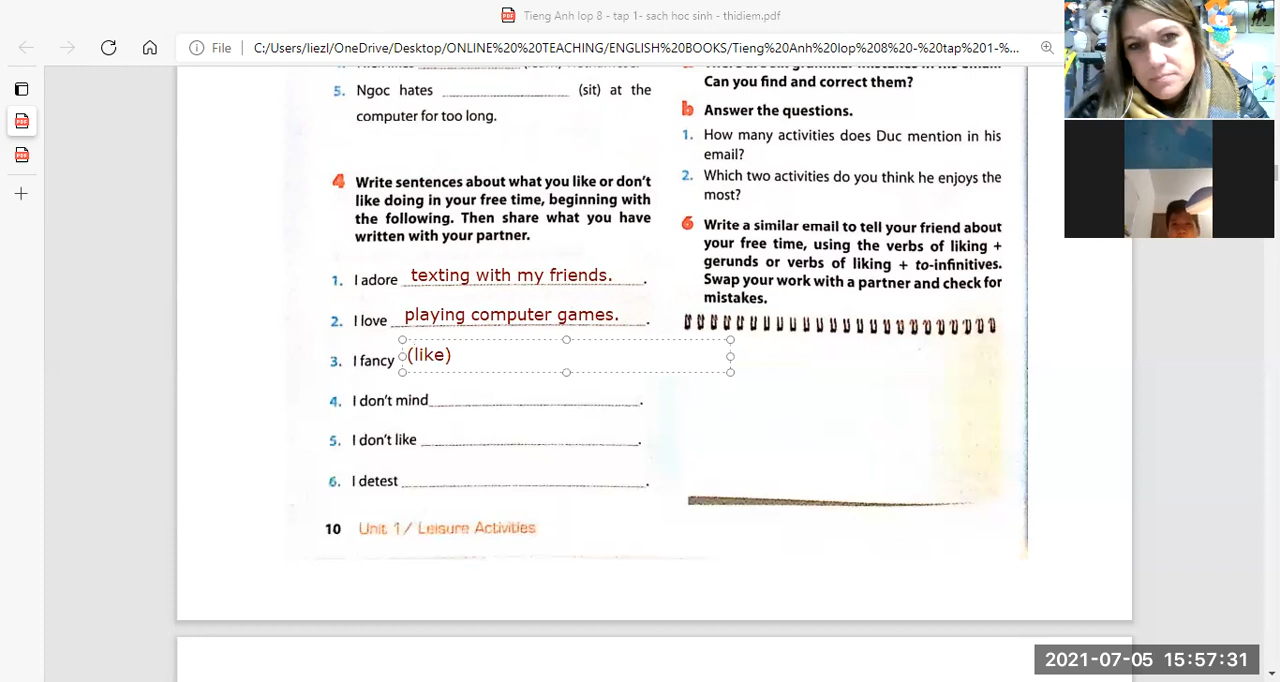 Tieng Anh lop 8 - tap 1- sach hoc sinh - thidiem.pdf
File
C:/Users/liezl/OneDrive/Desktop/ONLINE%20%20TEACHING/ENGLISH%20BOOKS/Tieng%20Anh%20lop%208%20-%20tap%201-%...
5. Ngoc hates (sit) at the
computer for too long.
4 Write sentences about what you like or don't
like doing in your free time, beginning with
the following. Then share what you have
written with your partner.
1. I adore texting with my friends. .
2. I love playing computer games. .
3. I fancy (like)
4. I don't mind .
5. I don't like .
6. I detest .
10 Unit 1/ Leisure Activities
Can you find and correct them?
b Answer the questions.
1. How many activities does Duc mention in his
email?
2. Which two activities do you think he enjoys the
most?
6 Write a similar email to tell your friend about
your free time, using the verbs of liking +
gerunds or verbs of liking + to-infinitives.
Swap your work with a partner and check for
mistakes.
2021-07-05 15:57:31